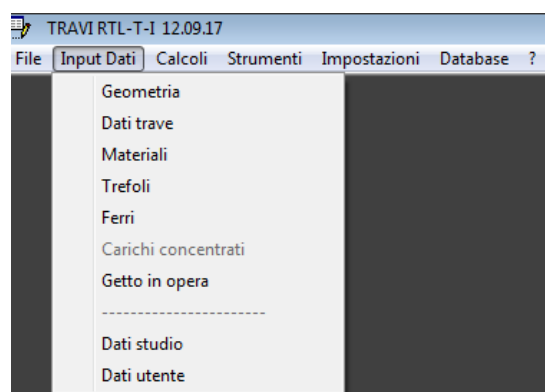 TRAVI RTL-T-I 12.09.17
File Input Dati Calcoli Strumenti Impostazioni Database ?
Geometria
Dati trave
Materiali
Trefoli
Ferri
Carichi concentrati
Getto in opera
-----------------------
Dati studio
Dati utente